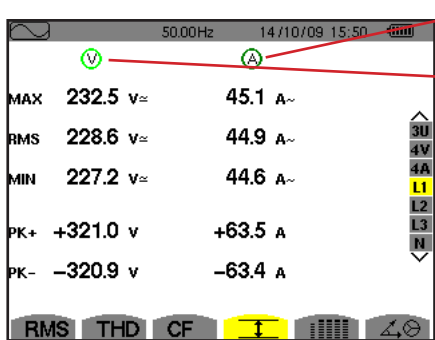 50.00Hz 14/10/09 15:50
V A
MAX 232.5 V≃ 45.1 A~
RMS 228.6 V≃ 44.9 A~
MIN 227.2 V≃ 44.6 A~
PK+ +321.0 V +63.5 A
PK- -320.9 V -63.4 A
3U
4V
4A
L1
L2
L3
N
RMS THD CF